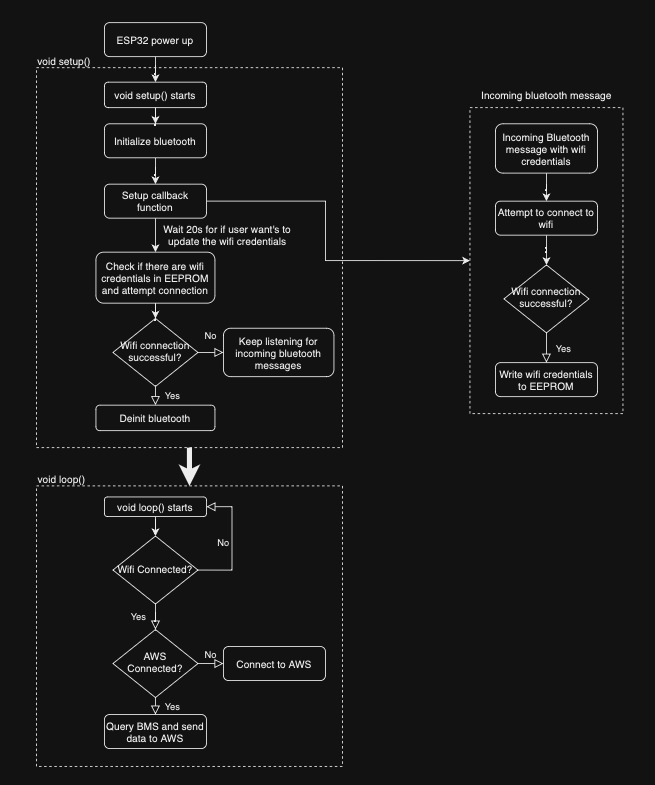 ESP32 power up
void setup()
void setup() starts
Initialize bluetooth
Setup callback
function
Wait 20s for if user want's to
update the wifi credentials
Check if there are wifi
credentials in EEPROM
and attempt connection
Wifi connection
successful?
No
Keep listening for
incoming bluetooth
messages
Yes
Deinit bluetooth
Incoming bluetooth message
Incoming Bluetooth
message with wifi
credentials
Attempt to connect to
wifi
Wifi connection
successful?
Yes
Write wifi credentials
to EEPROM
void loop()
void loop() starts
No
Wifi Connected?
Yes
AWS
Connected?
No
Connect to AWS
Yes
Query BMS and send
data to AWS